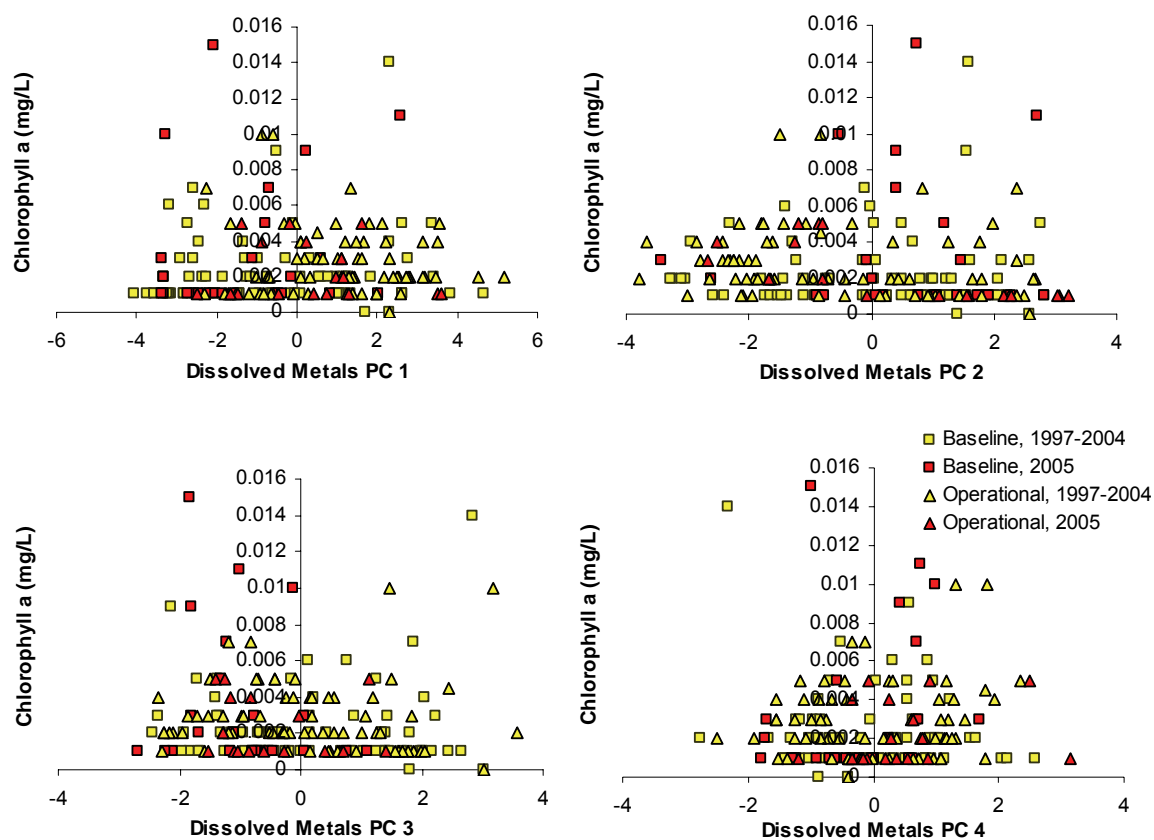 0.016
0.014
0.012
0.01
0.008
0.006
0.004
0.002
0
Chlorophyll a (mg/L)
-6 -4 -2 0 2 4 6
Dissolved Metals PC 1
0.016
0.014
0.012
0.01
0.008
0.006
0.004
0.002
0
Chlorophyll a (mg/L)
-4 -2 0 2 4
Dissolved Metals PC 2
0.016
0.014
0.012
0.01
0.008
0.006
0.004
0.002
0
Chlorophyll a (mg/L)
-4 -2 0 2 4
Dissolved Metals PC 3
Baseline, 1997-2004
Baseline, 2005
Operational, 1997-2004
Operational, 2005
0.016
0.014
0.012
0.01
0.008
0.006
0.004
0.002
0
Chlorophyll a (mg/L)
-4 -2 0 2 4
Dissolved Metals PC 4